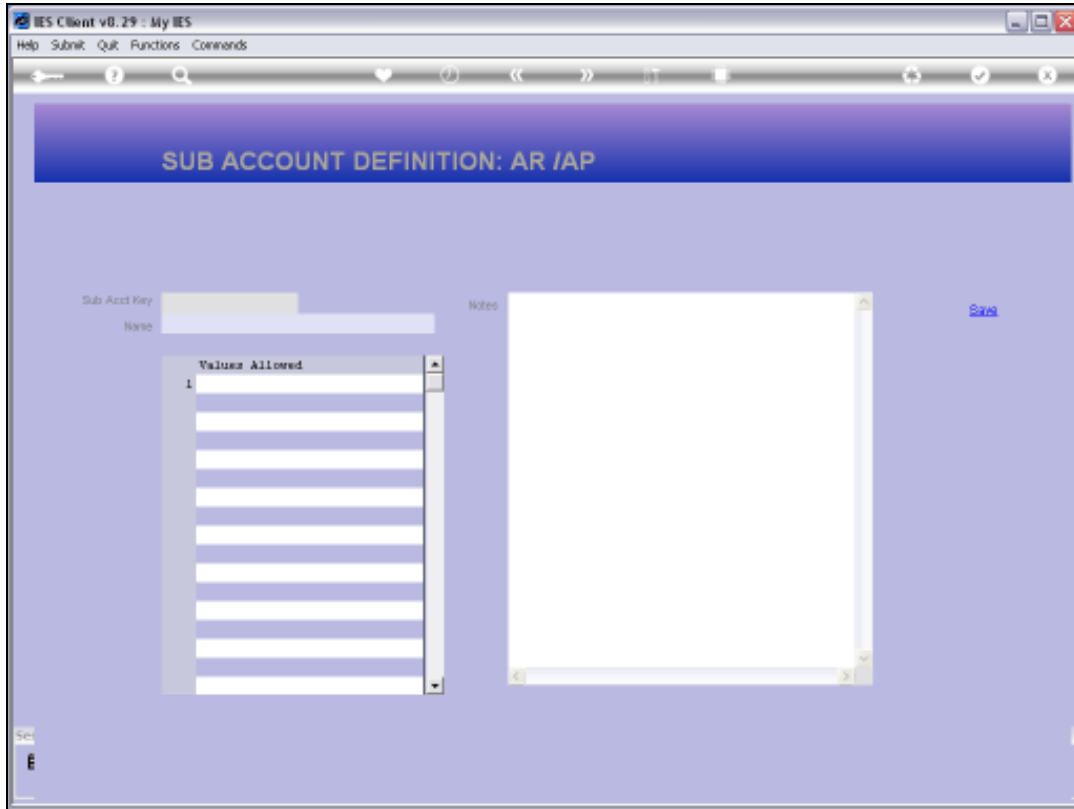 IES Client v8.29 : My IES
Help Submit Quit Functions Commands
SUB ACCOUNT DEFINITION: AR /AP
Sub Acct Key
Notes
Save
Name
Values Allowed
1